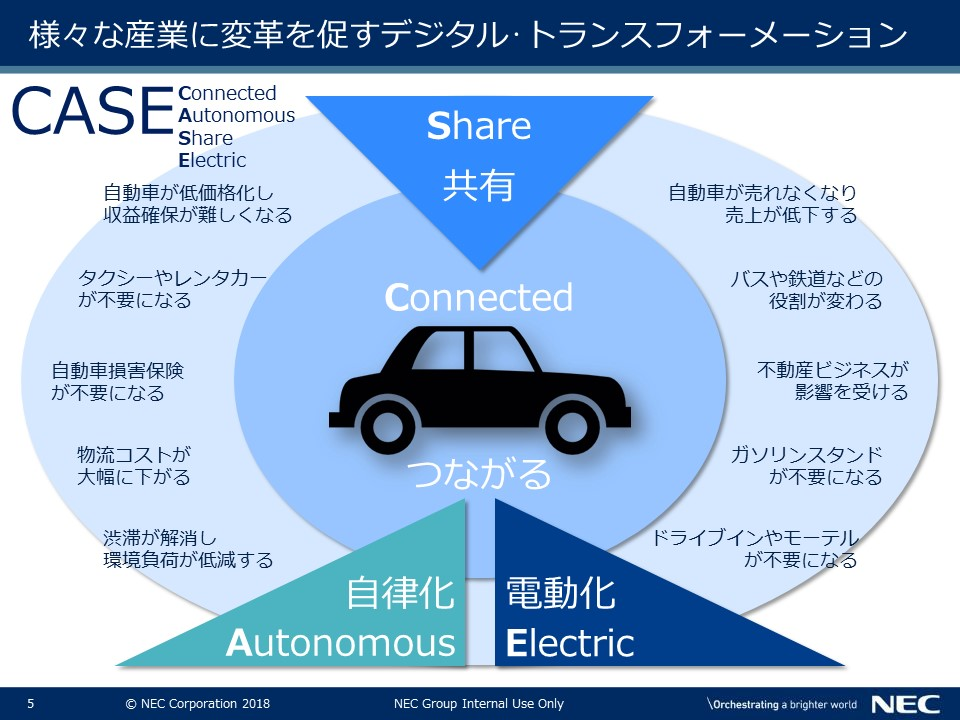 様々な産業に変革を促すデジタル･トランスフォーメーション
CASE
Connected
Autonomous
Share
Electric
Share
共有
自動車が低価格化し
収益確保が難しくなる
自動車が売れなくなり
売上が低下する
タクシーやレンタカー
が不要になる
バスや鉄道などの
役割が変わる
Connected
自動車損害保険
が不要になる
不動産ビジネスが
影響を受ける
つながる
物流コストが
大幅に下がる
ガソリンスタンド
が不要になる
渋滞が解消し
環境負荷が低減する
ドライブインやモーテル
が不要になる
自律化
Autonomous
電動化
Electric
5
© NEC Corporation 2018
NEC Group Internal Use Only
\Orchestrating a brighter world
NEC